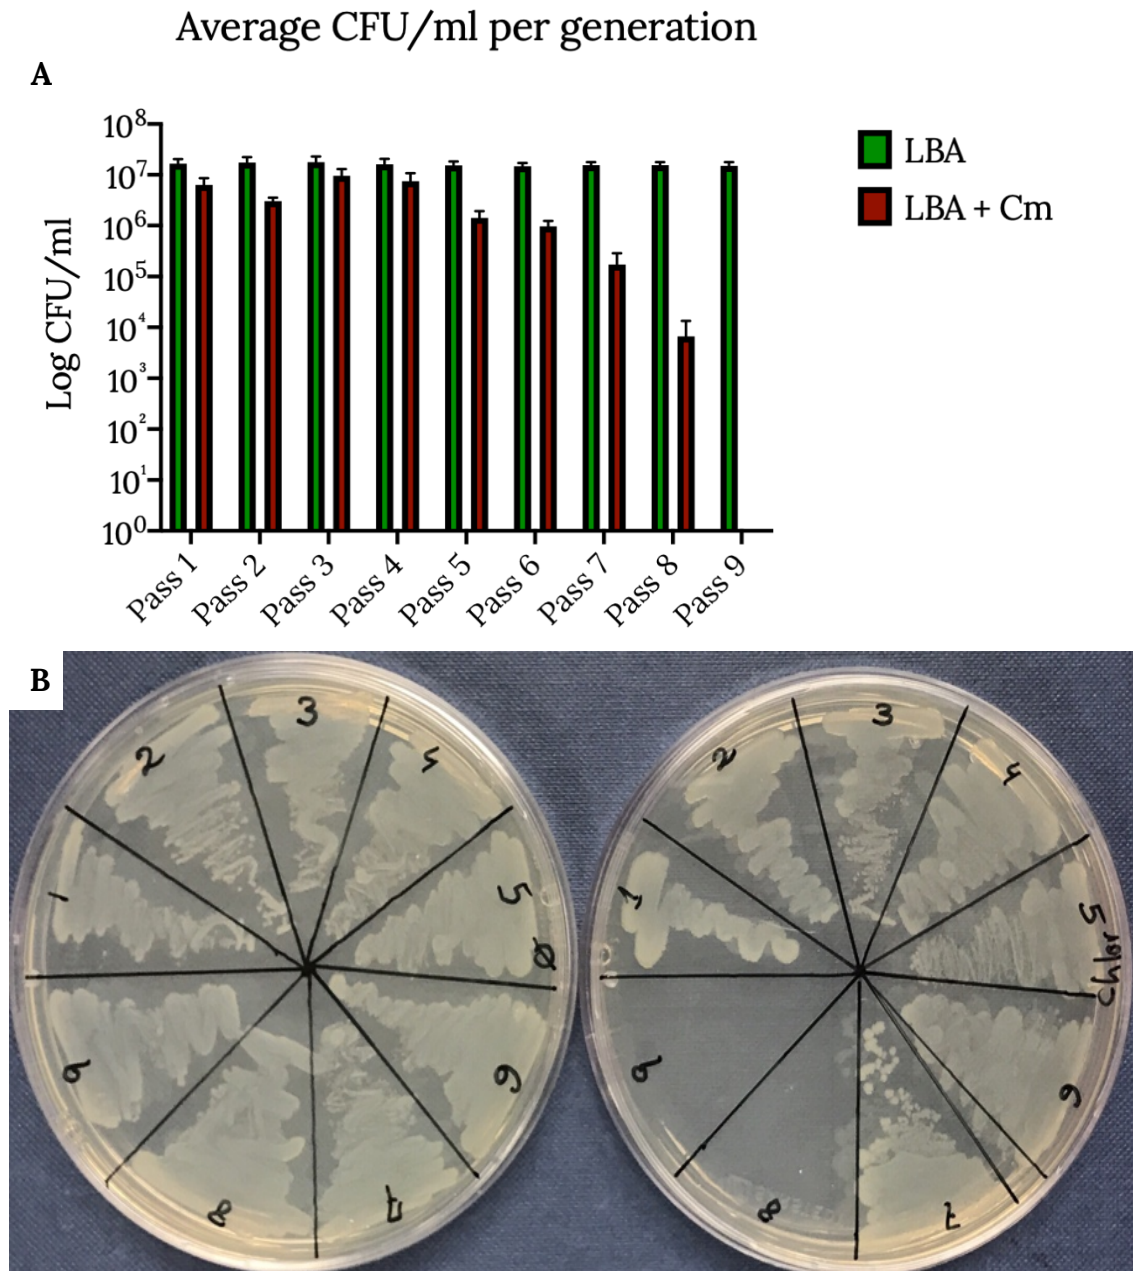 Average CFU/ml per generation
A
Log CFU/ml
10⁸
10⁷
10⁶
10⁵
10⁴
10³
10²
10¹
10⁰
Pass 1
Pass 2
Pass 3
Pass 4
Pass 5
Pass 6
Pass 7
Pass 8
Pass 9
LBA
LBA + Cm
B
1
2
3
4
5
Ø
6
7
8
9
1
2
3
4
5
Chlor
6
7
8
9